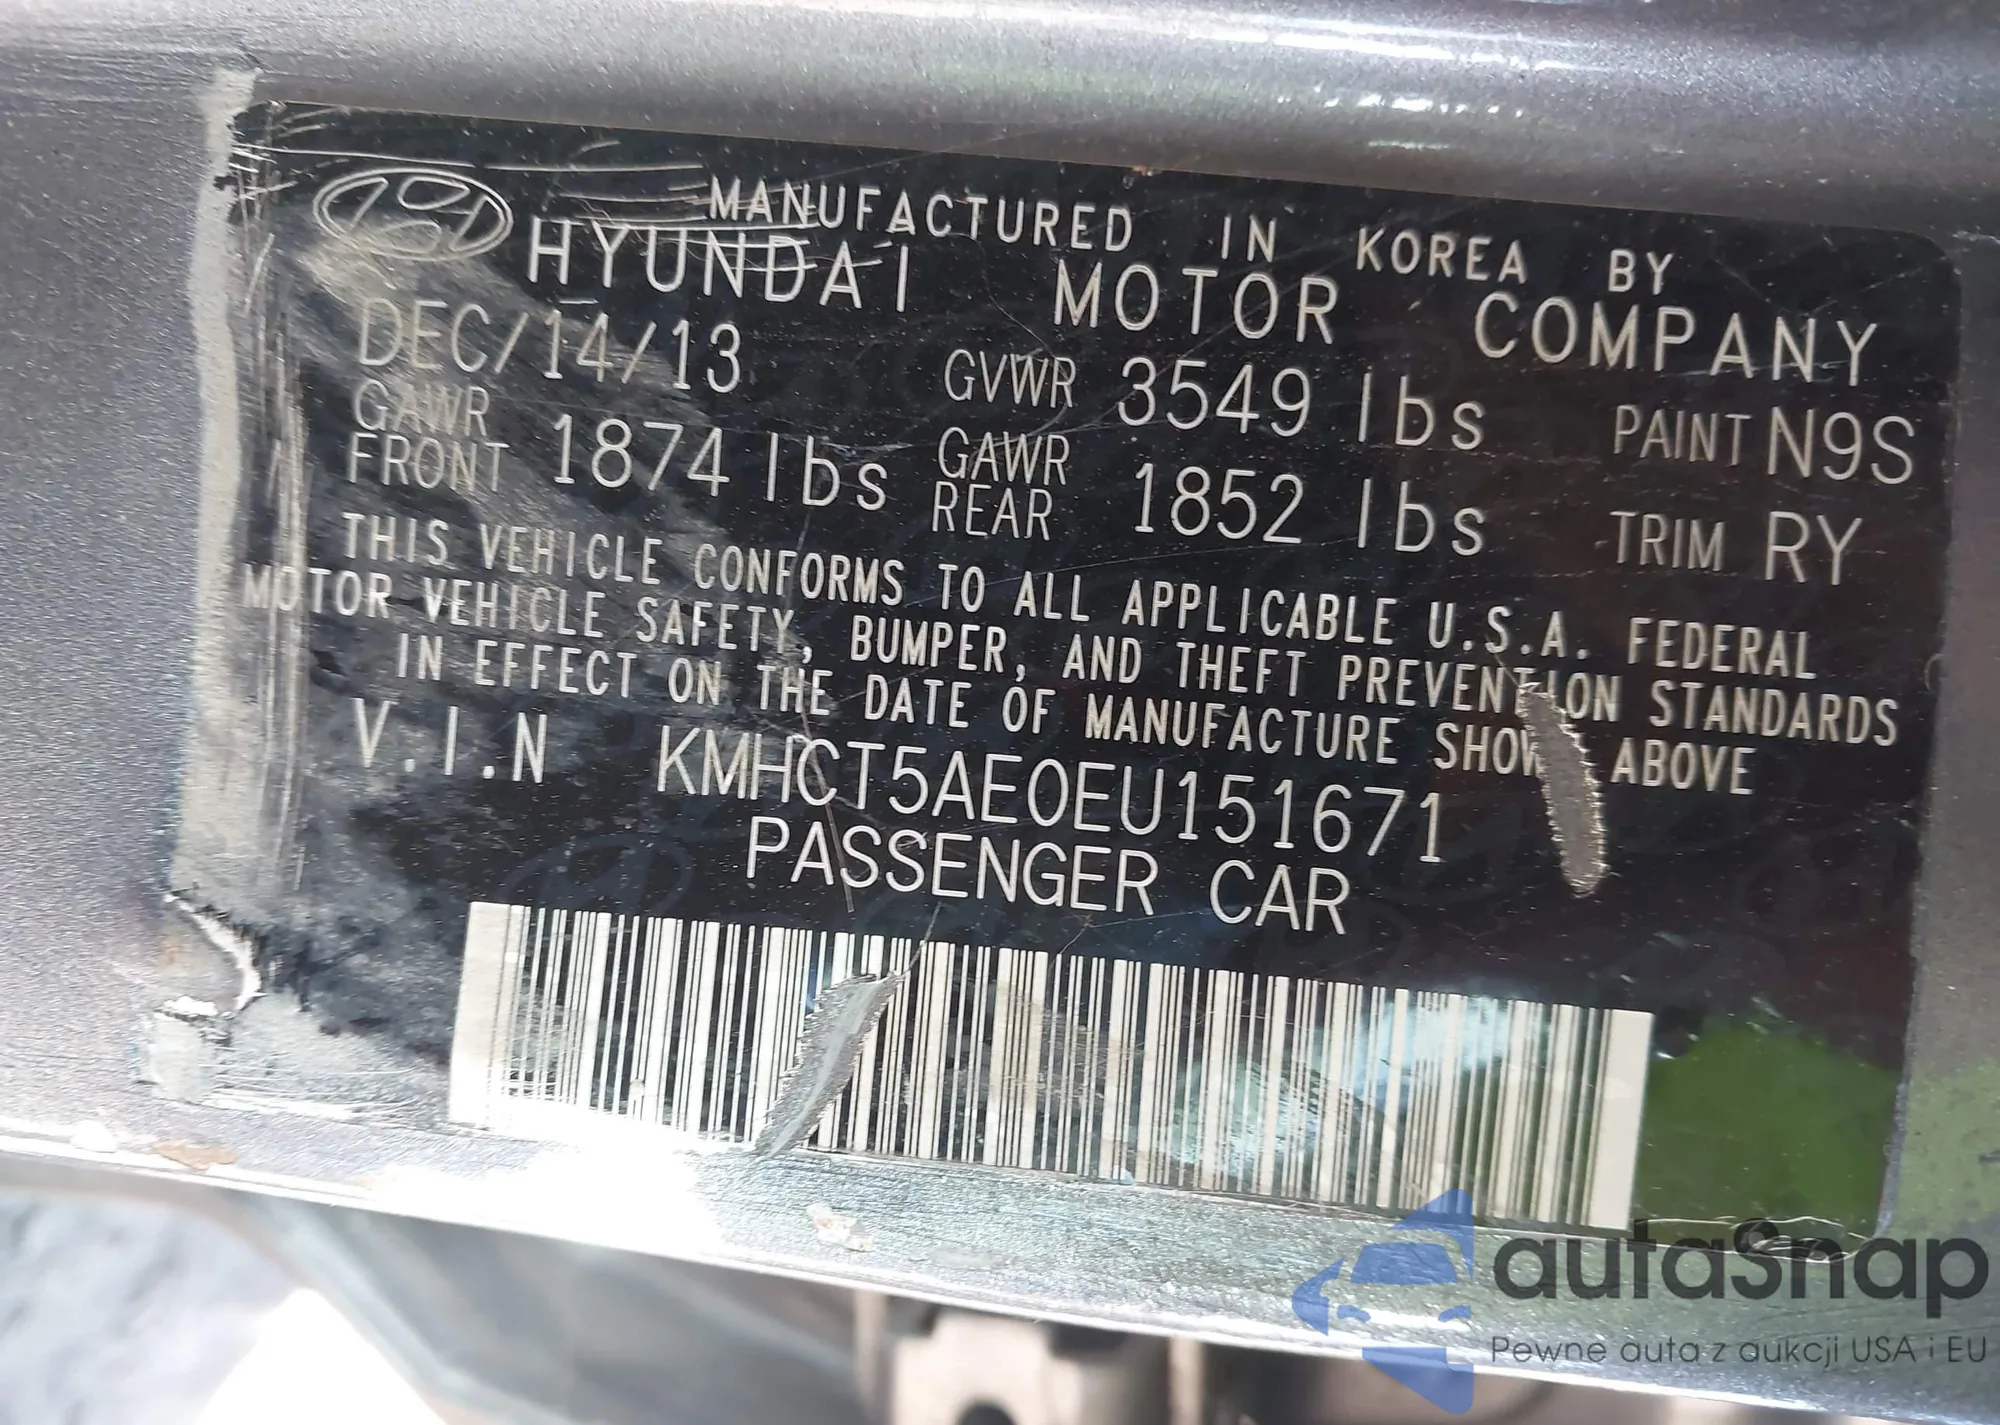 MANUFACTURED IN KOREA BY
HYUNDAI MOTOR COMPANY
DEC/14/13 GVWR 3549 lbs PAINT N9S
GAWR FRONT 1874 lbs GAWR REAR 1852 lbs TRIM RY
THIS VEHICLE CONFORMS TO ALL APPLICABLE U.S.A. FEDERAL
MOTOR VEHICLE SAFETY, BUMPER, AND THEFT PREVENTION STANDARDS
IN EFFECT ON THE DATE OF MANUFACTURE SHOWN ABOVE
V.I.N KMHCT5AE0EU151671
PASSENGER CAR
autaSnap
Pewne auta z aukcji USA i EU